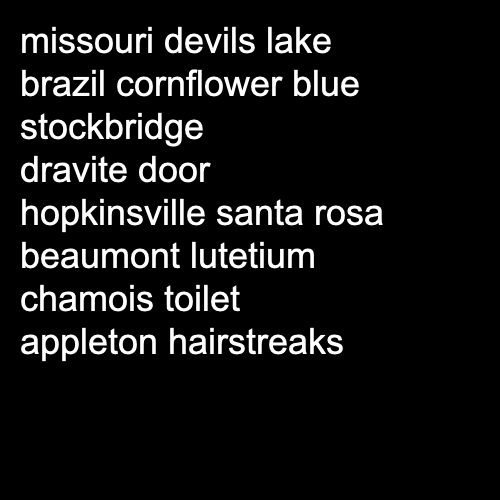 missouri devils lake
brazil cornflower blue
stockbridge
dravite door
hopkinsville santa rosa
beaumont lutetium
chamois toilet
appleton hairstreaks